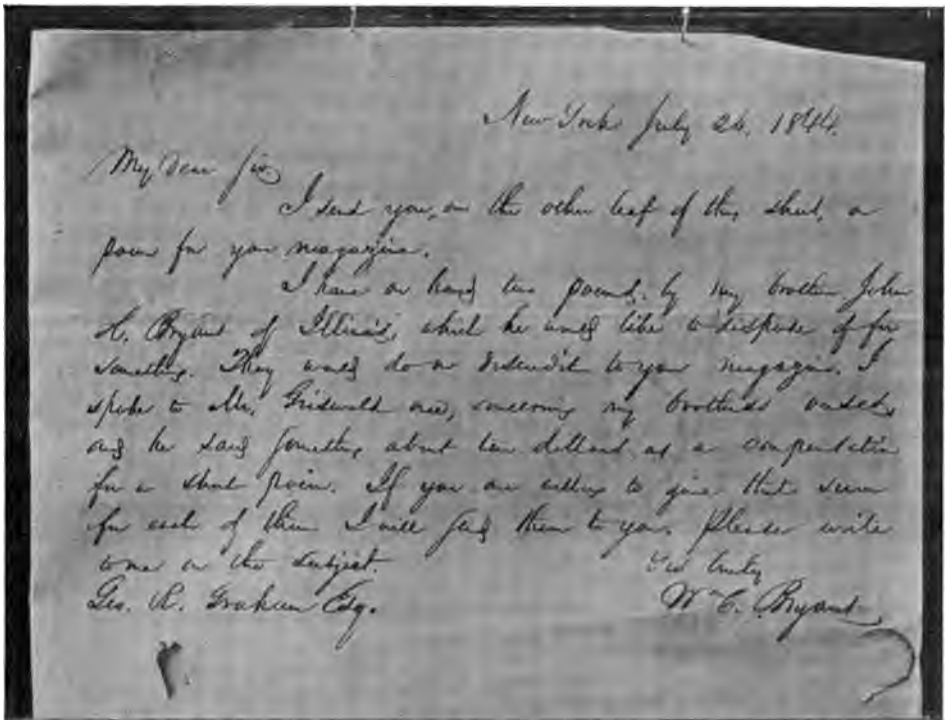 New York July 26, 1844.
My Dear Sir
I send you, on the other leaf of this sheet, a
poem for your magazine.
I have on hand two poems, by my brother John
H. Bryant of Illinois, which he would like to dispose of for
something. They would do no discredit to your magazine. I
spoke to Mr. Griswold once, concerning my brother's verses,
and he said something about ten dollars as a compensation
for a short poem. If you are willing to give that sum
for each of them I will send them to you. Please write
to me on the subject.
Yrs truly
Geo. R. Graham Esq.
Wm C. Bryant